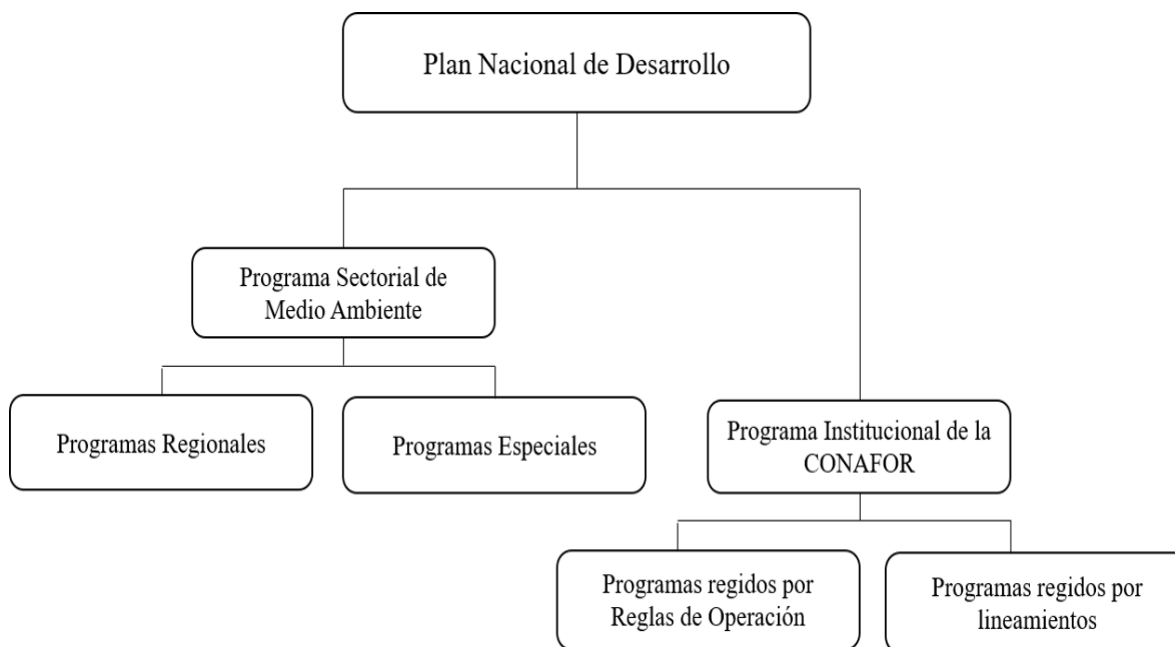 Plan Nacional de Desarrollo
Programa Sectorial de
Medio Ambiente
Programas Regionales
Programas Especiales
Programa Institucional de la
CONAFOR
Programas regidos por
Reglas de Operación
Programas regidos por
lineamientos